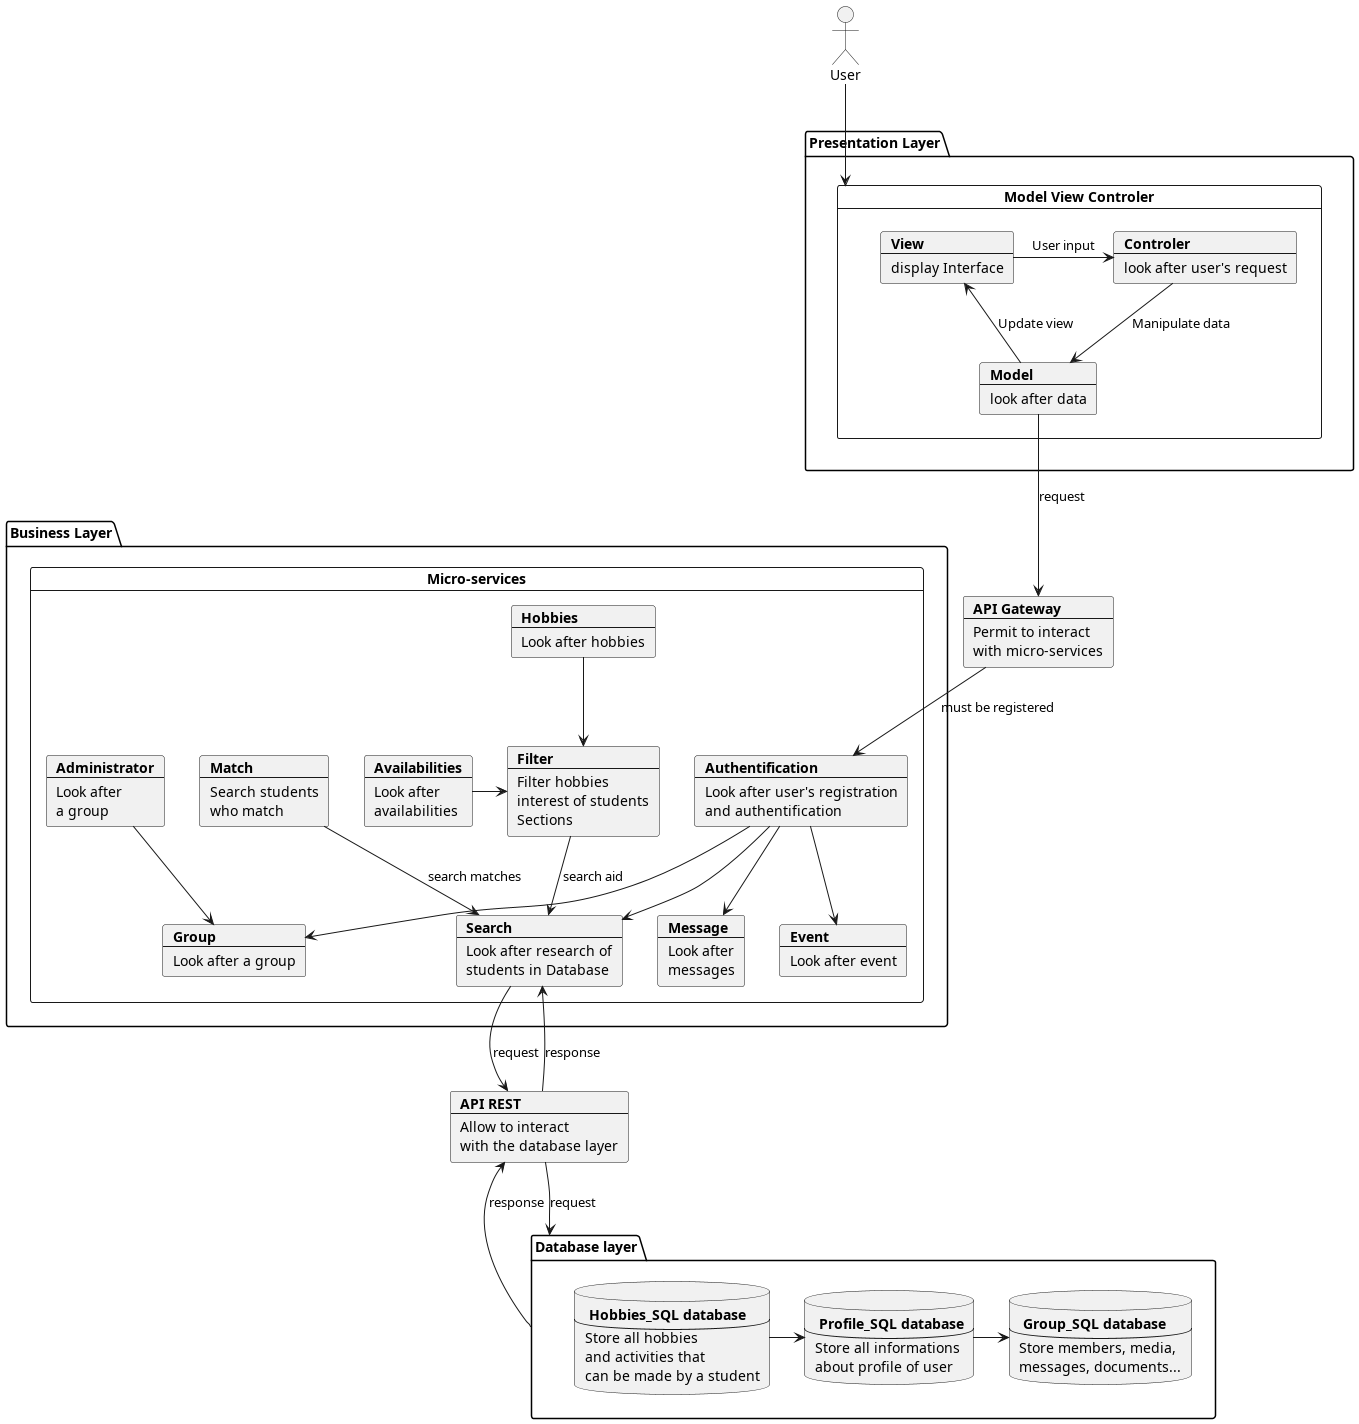 User
Presentation Layer
Model View Controler
View
display Interface
User input
Controler
look after user's request
Update view
Manipulate data
Model
look after data
request
Business Layer
Micro-services
Hobbies
Look after hobbies
API Gateway
Permit to interact
with micro-services
must be registered
Administrator
Look after
a group
Match
Search students
who match
Availabilities
Look after
availabilities
Filter
Filter hobbies
interest of students
Sections
Authentification
Look after user's registration
and authentification
search matches
search aid
Group
Look after a group
Search
Look after research of
students in Database
Message
Look after
messages
Event
Look after event
request
response
API REST
Allow to interact
with the database layer
response
request
Database layer
Hobbies_SQL database
Store all hobbies
and activities that
can be made by a student
Profile_SQL database
Store all informations
about profile of user
Group_SQL database
Store members, media,
messages, documents...